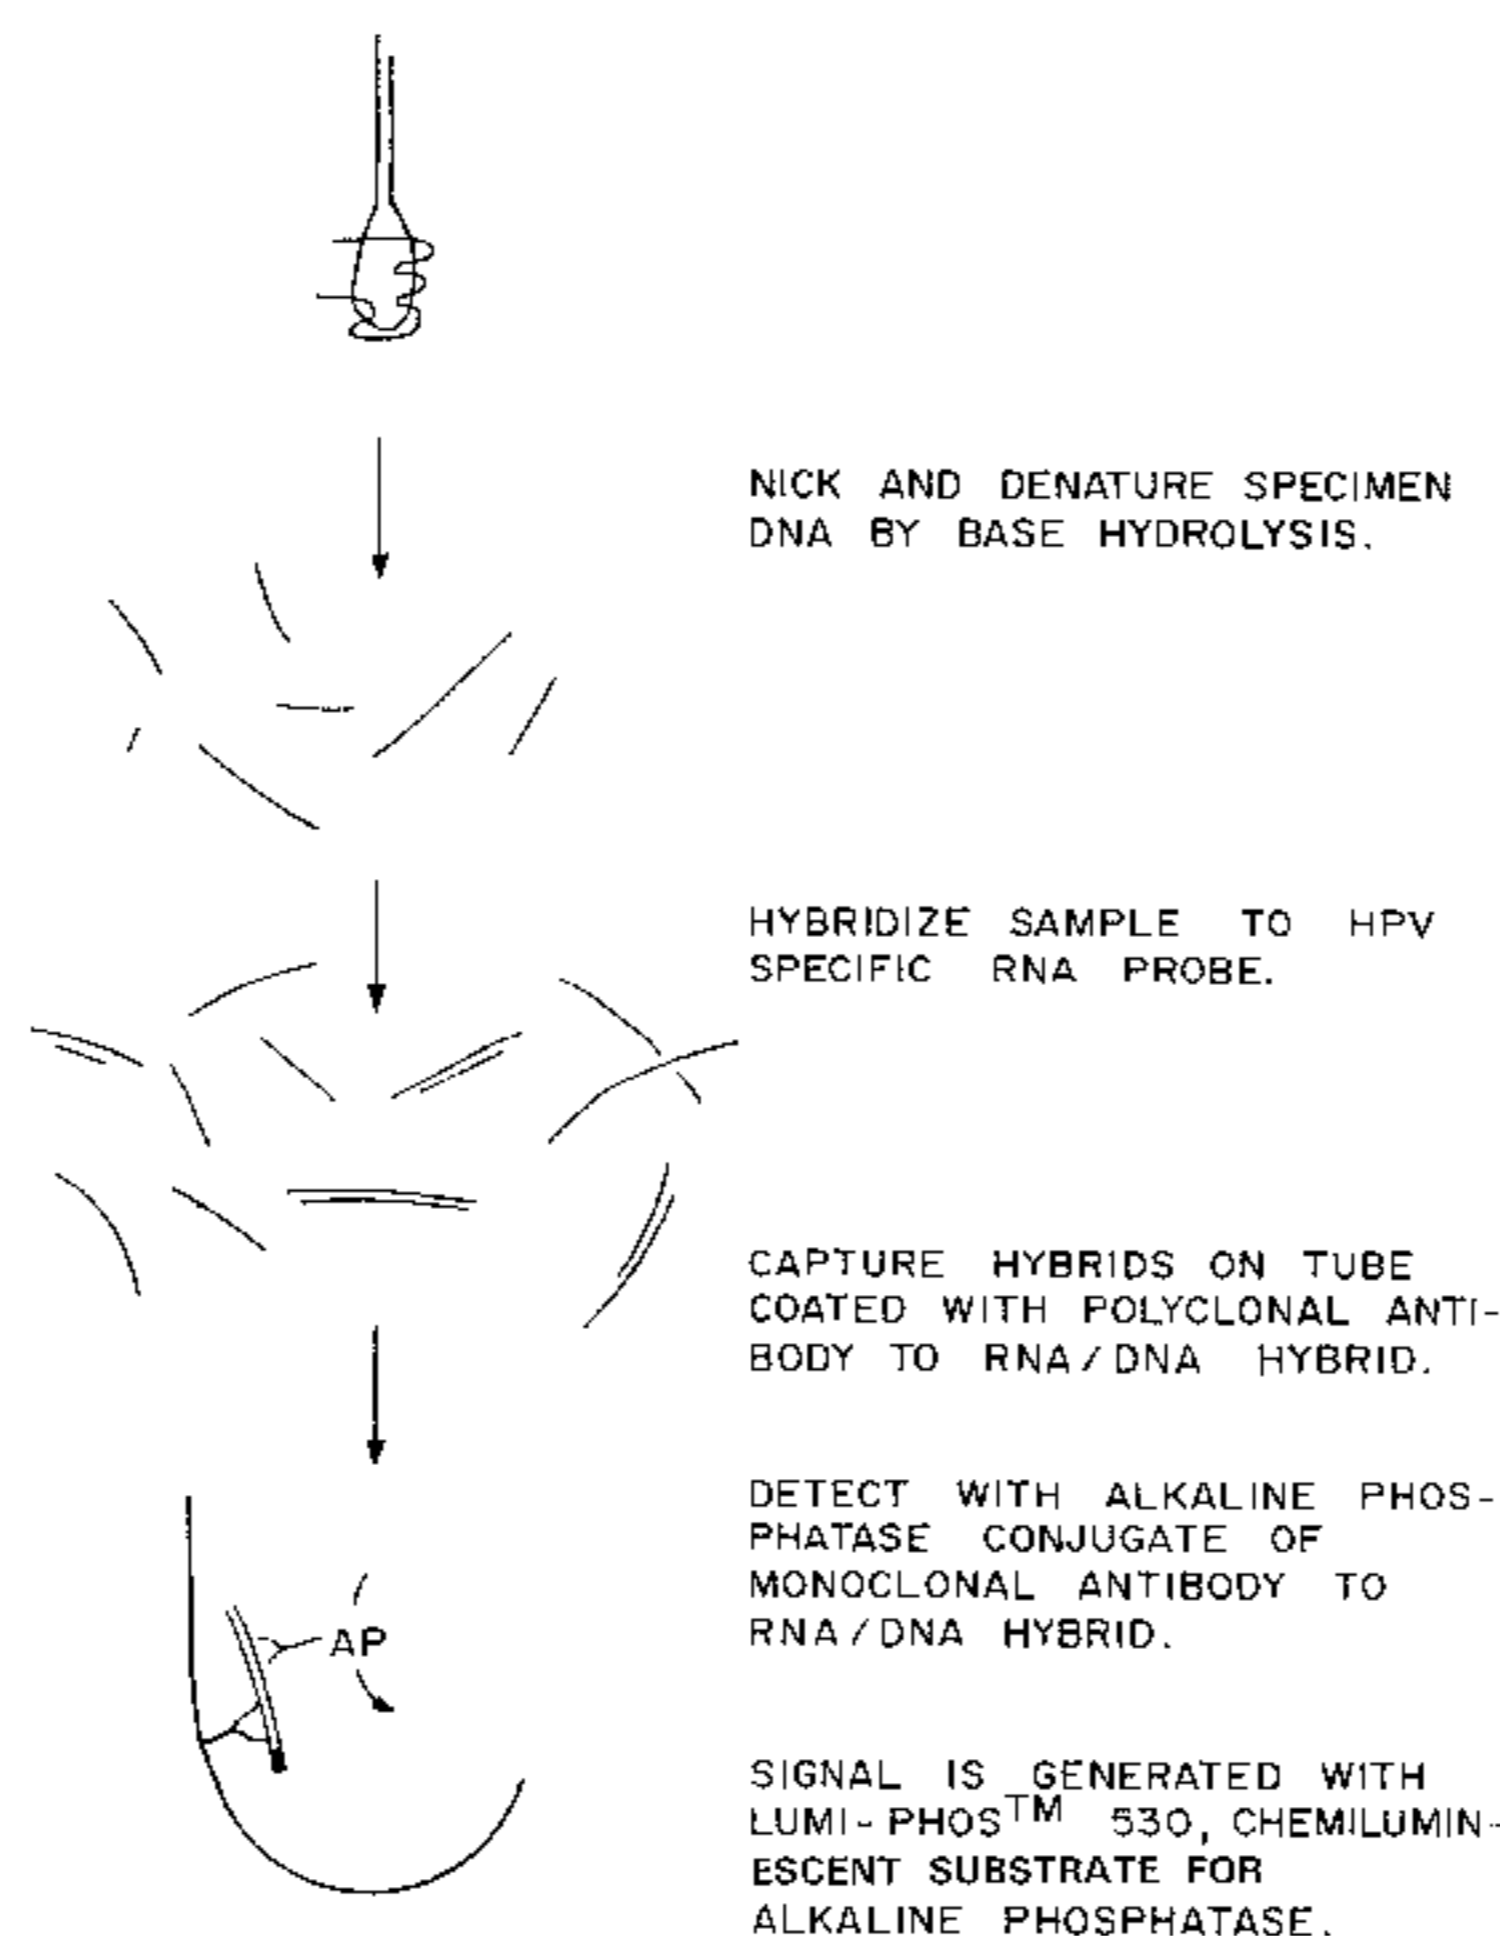 NICK AND DENATURE SPECIMEN
DNA BY BASE HYDROLYSIS.
HYBRIDIZE SAMPLE TO HPV
SPECIFIC RNA PROBE.
CAPTURE HYBRIDS ON TUBE
COATED WITH POLYCLONAL ANTI-
BODY TO RNA/DNA HYBRID.
DETECT WITH ALKALINE PHOS-
PHATASE CONJUGATE OF
MONOCLONAL ANTIBODY TO
RNA/DNA HYBRID.
AP
SIGNAL IS GENERATED WITH
LUMI-PHOS™ 530, CHEMILUMIN-
ESCENT SUBSTRATE FOR
ALKALINE PHOSPHATASE.